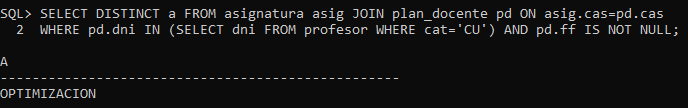 SQL> SELECT DISTINCT a FROM asignatura asig JOIN plan_docente pd ON asig.cas=pd.cas
  2  WHERE pd.dni IN (SELECT dni FROM profesor WHERE cat='CU') AND pd.ff IS NOT NULL;
A
--------------------------------------------------
OPTIMIZACION